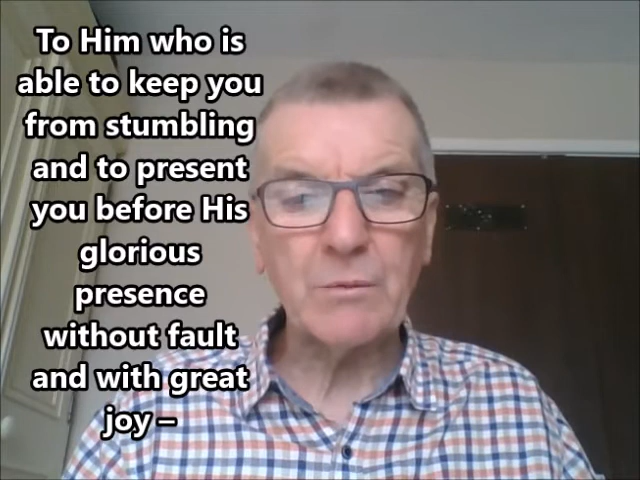 To Him who is
able to keep you
from stumbling
and to present
you before His
glorious
presence
without fault
and with great
joy –